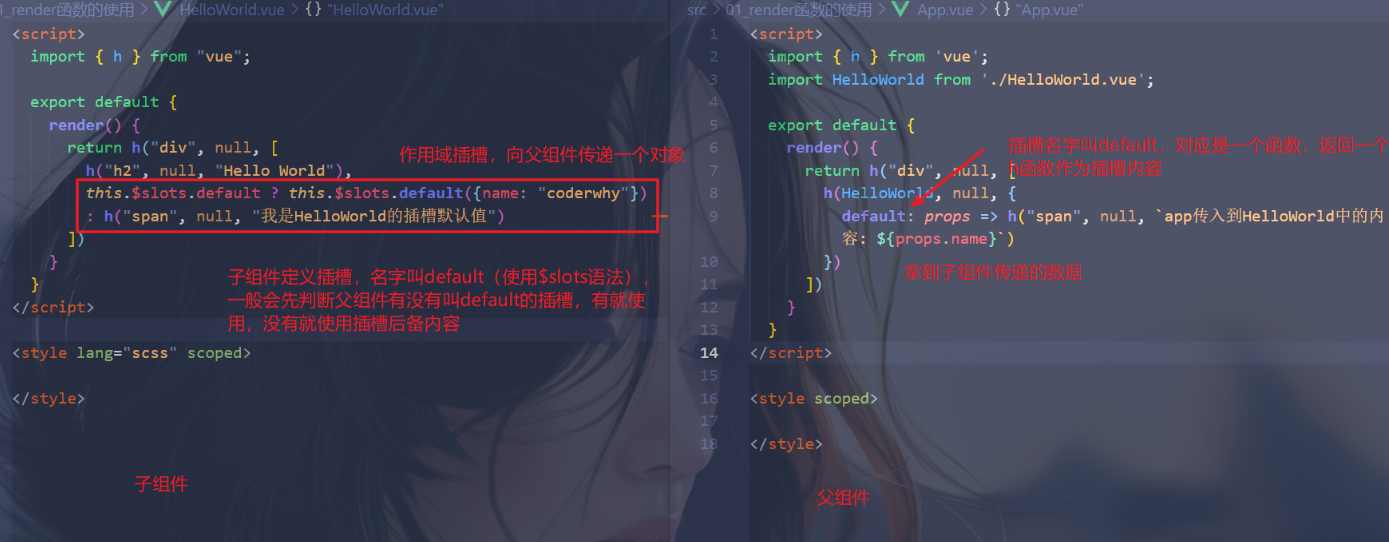 1_render函数的使用 > HelloWorld.vue > {} "HelloWorld.vue"
<script>
import { h } from "vue";
export default {
render() {
return h("div", null, [
h("h2", null, "Hello World"),
this.$slots.default ? this.$slots.default({name: "coderwhy"})
: h("span", null, "我是HelloWorld的插槽默认值")
])
}
}
</script>
<style lang="scss" scoped>
</style>
作用域插槽，向父组件传递一个对象
子组件定义插槽，名字叫default（使用$slots语法），
一般会先判断父组件有没有叫default的插槽，有就使
用，没有就使用插槽后备内容
子组件
src > 01_render函数的使用 > App.vue > {} "App.vue"
1 <script>
2 import { h } from 'vue';
3 import HelloWorld from './HelloWorld.vue';
4
5 export default {
6 render() {
7 return h("div", null, [
8 h(HelloWorld, null, {
9 default: props => h("span", null, `app传入到HelloWorld中的内
容: ${props.name}`)
10 })
11 ])
12 }
13 }
14 </script>
15
16 <style scoped>
17
18 </style>
插槽名字叫default，对应是一个函数，返回一个
h函数作为插槽内容
拿到子组件传递的数据
父组件